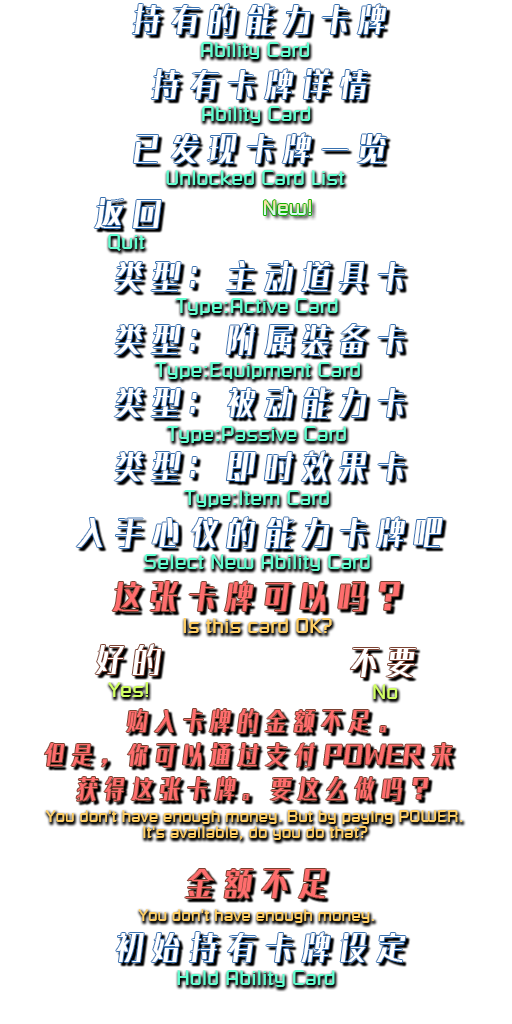 持有的能力卡牌
Ability Card
持有卡牌详情
Ability Card
已发现卡牌一览
Unlocked Card List
返回
New!
Quit
类型：主动道具卡
Type:Active Card
类型：附属装备卡
Type:Equipment Card
类型：被动能力卡
Type:Passive Card
类型：即时效果卡
Type:Item Card
入手心仪的能力卡牌吧
Select New Ability Card
这张卡牌可以吗？
Is this card OK?
好的 不要
Yes! No
购入卡牌的金额不足。
但是，你可以通过支付POWER来
获得这张卡牌。要这么做吗？
You don't have enough money. But by paying POWER.
It's available, do you do that?
金额不足
You don't have enough money.
初始持有卡牌设定
Hold Ability Card